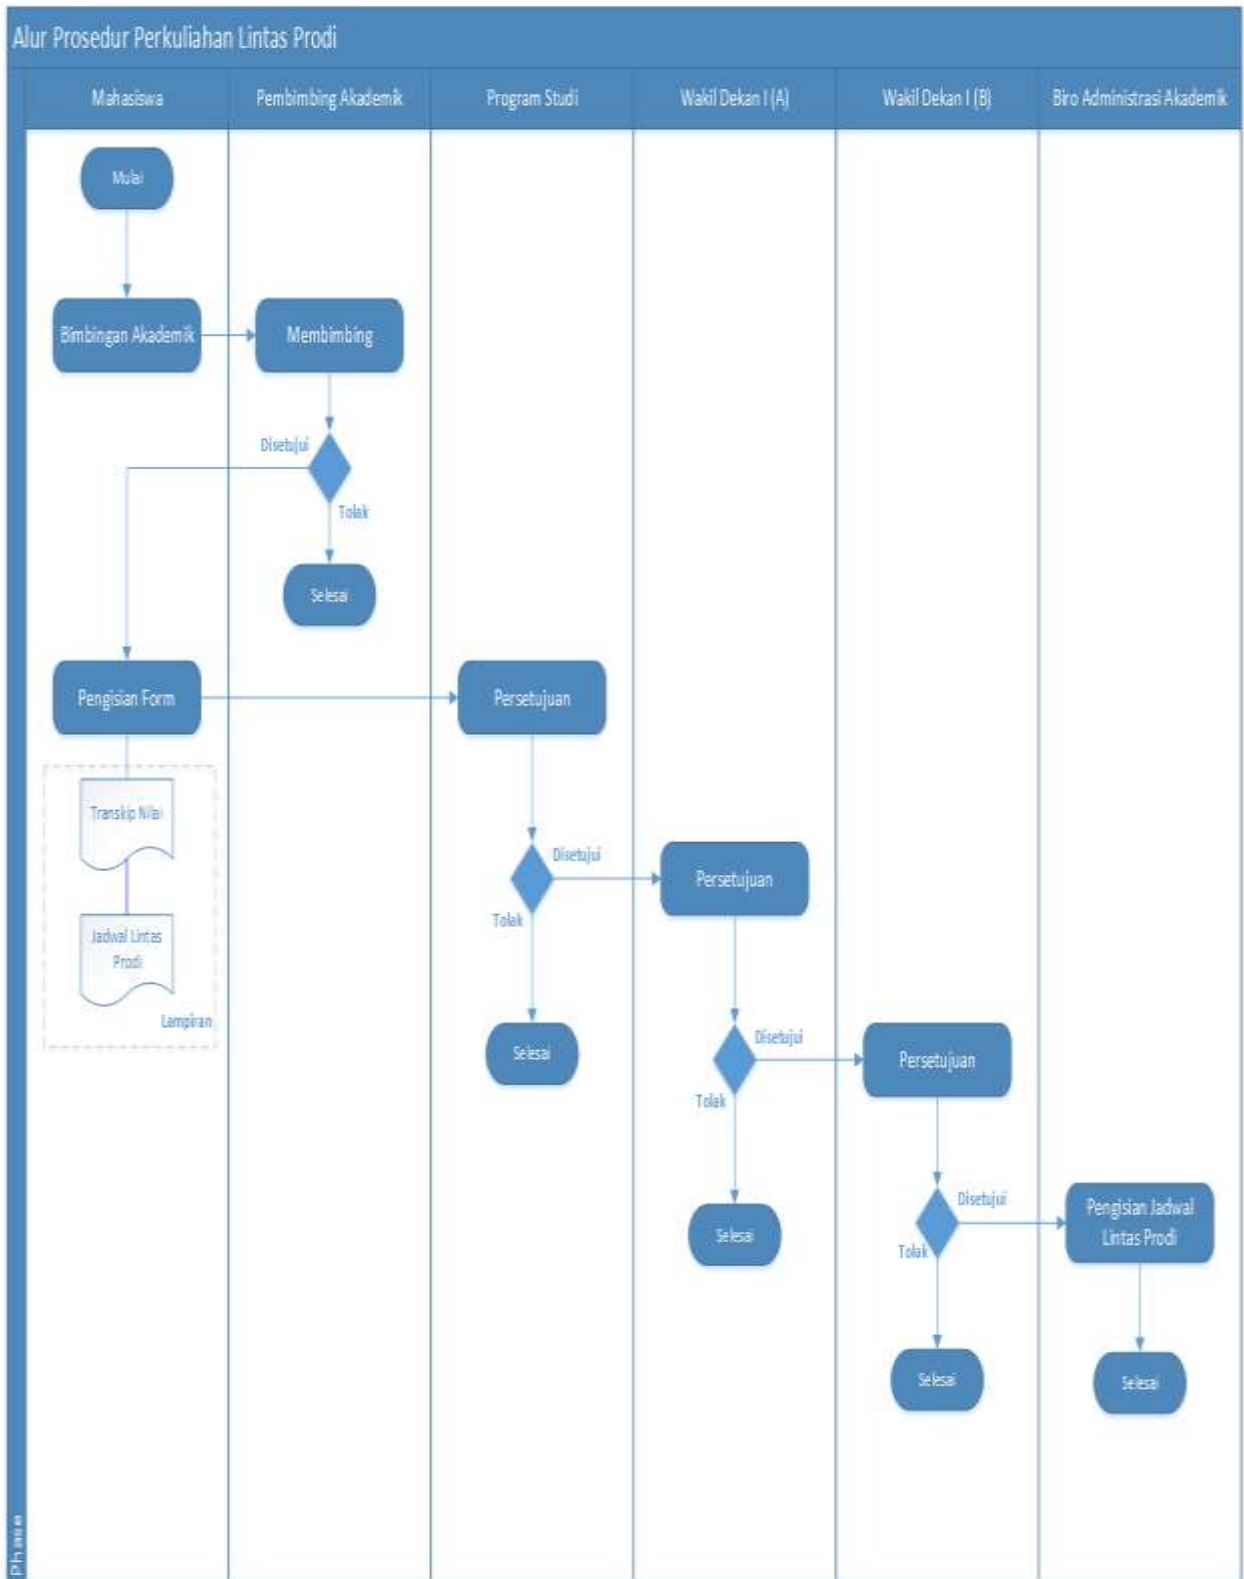 Alur Prosedur Perkuliahan Lintas Prodi
Mahasiswa
Pembimbing Akademik
Program Studi
Wakil Dekan I (A)
Wakil Dekan I (B)
Biro Administrasi Akademik
Mulai
Bimbingan Akademik
Membimbing
Disetujui
Tolak
Selesai
Pengisian Form
Persetujuan
Transkip Nilai
Jadwal Lintas
Prodi
Lampiran
Disetujui
Tolak
Selesai
Persetujuan
Disetujui
Tolak
Selesai
Persetujuan
Disetujui
Tolak
Selesai
Pengisian Jadwal
Lintas Prodi
Selesai
Phase